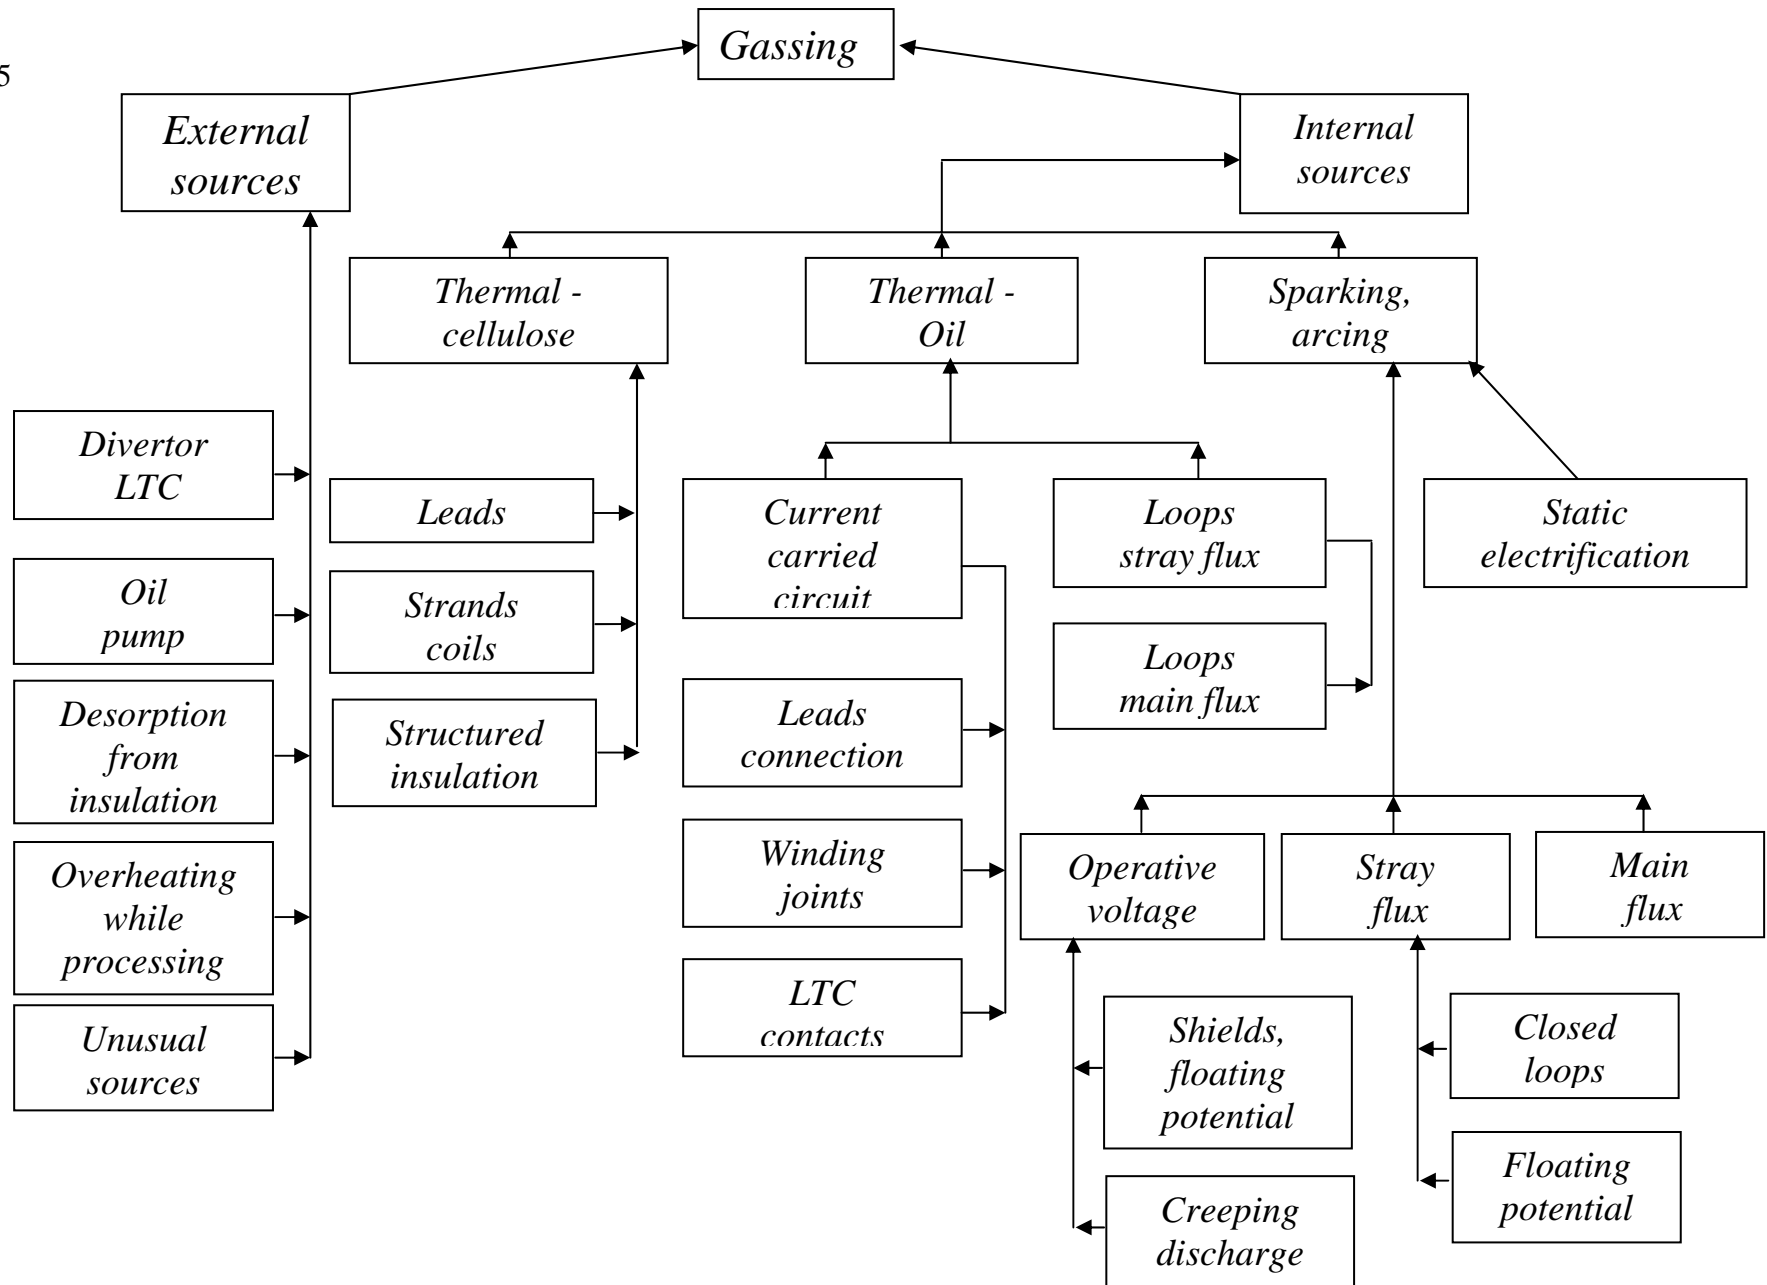 Gassing
5
External
sources
Internal
sources
Thermal -
cellulose
Thermal -
Oil
Sparking,
arcing
Divertor
LTC
Oil
pump
Desorption
from
insulation
Overheating
while
processing
Unusual
sources
Leads
Strands
coils
Structured
insulation
Current
carried
circuit
Leads
connection
Winding
joints
LTC
contacts
Loops
stray flux
Loops
main flux
Static
electrification
Operative
voltage
Stray
flux
Main
flux
Shields,
floating
potential
Creeping
discharge
Closed
loops
Floating
potential